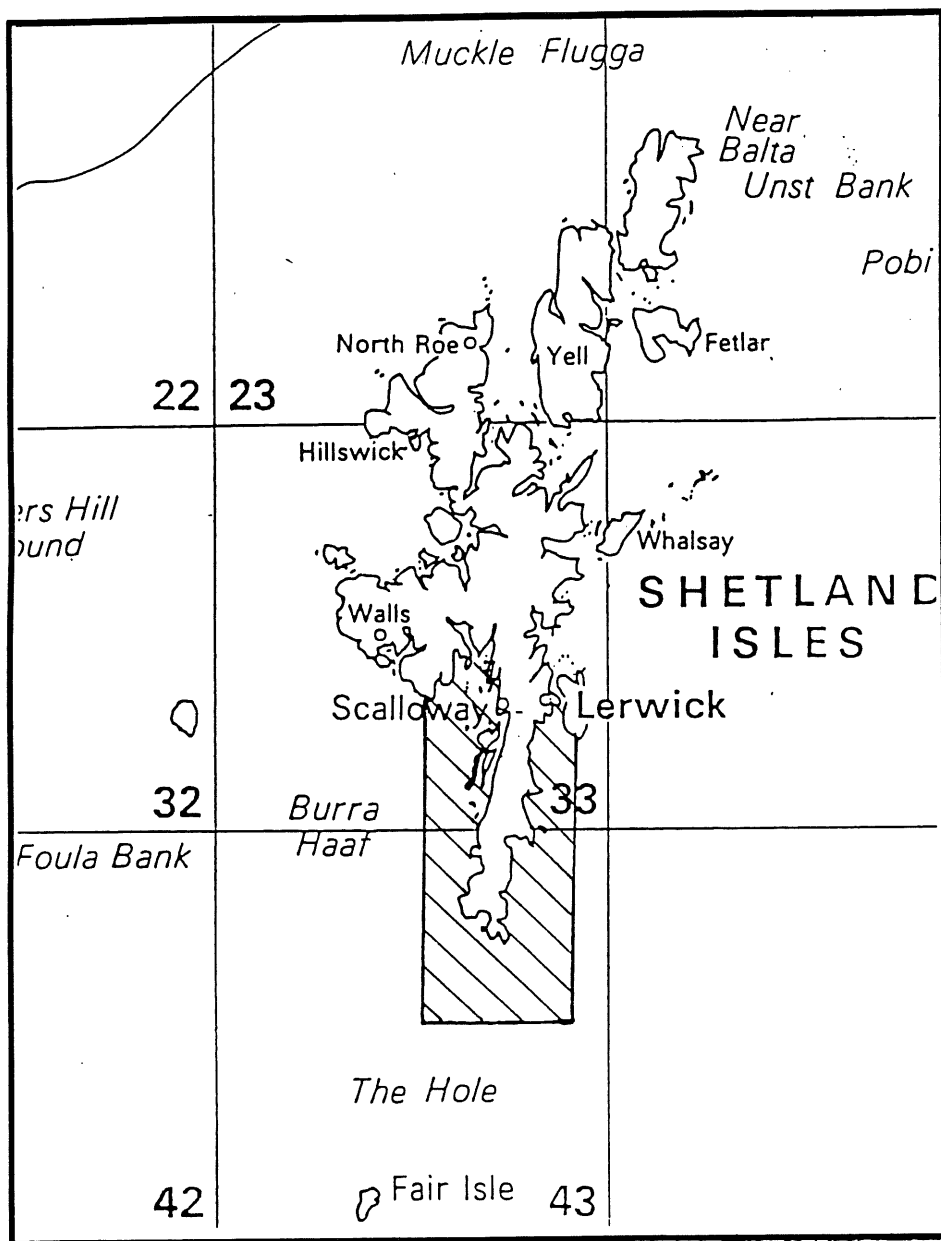 Muckle Flugga
Near
Balta
Unst Bank
Pobi
North Roe
Yell
Fetlar
22 23
Hillswick
ers Hill
ound
Whalsay
SHETLAND
ISLES
Walls
Scalloway
Lerwick
32
Burra
Haaf
33
Foula Bank
The Hole
42
Fair Isle
43